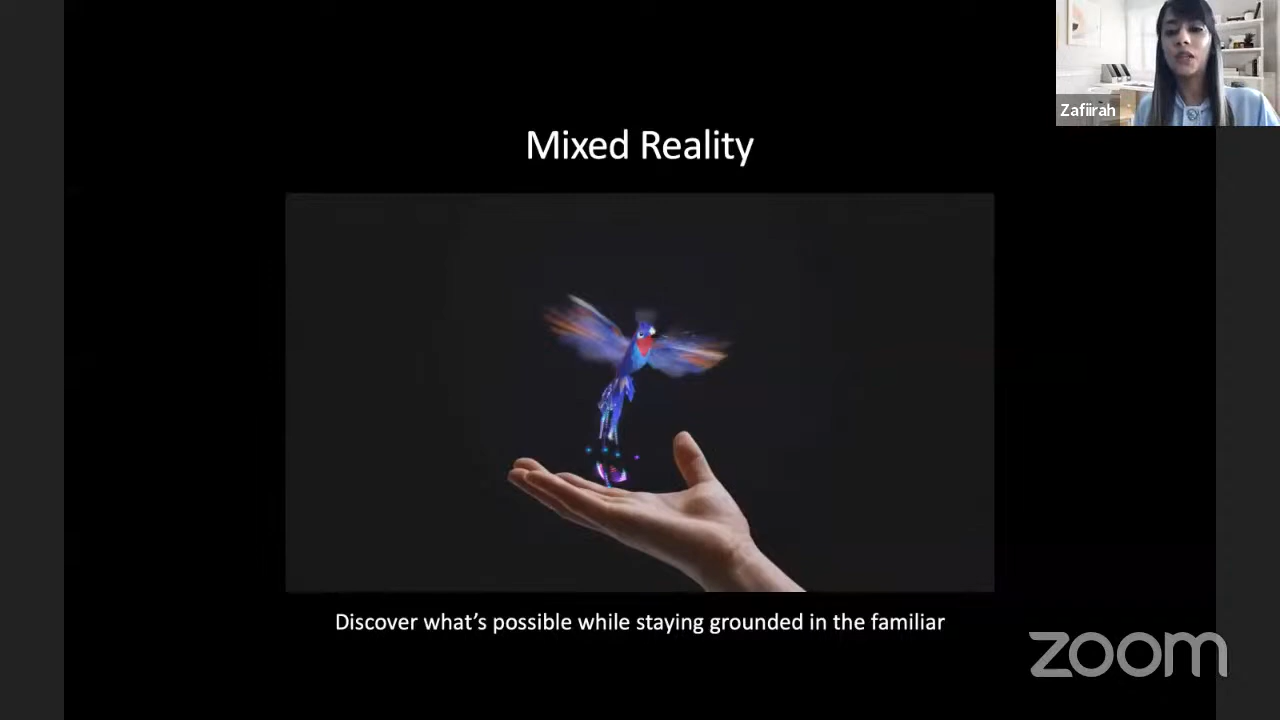 Zafiirah
Mixed Reality
Discover what's possible while staying grounded in the familiar
zoom